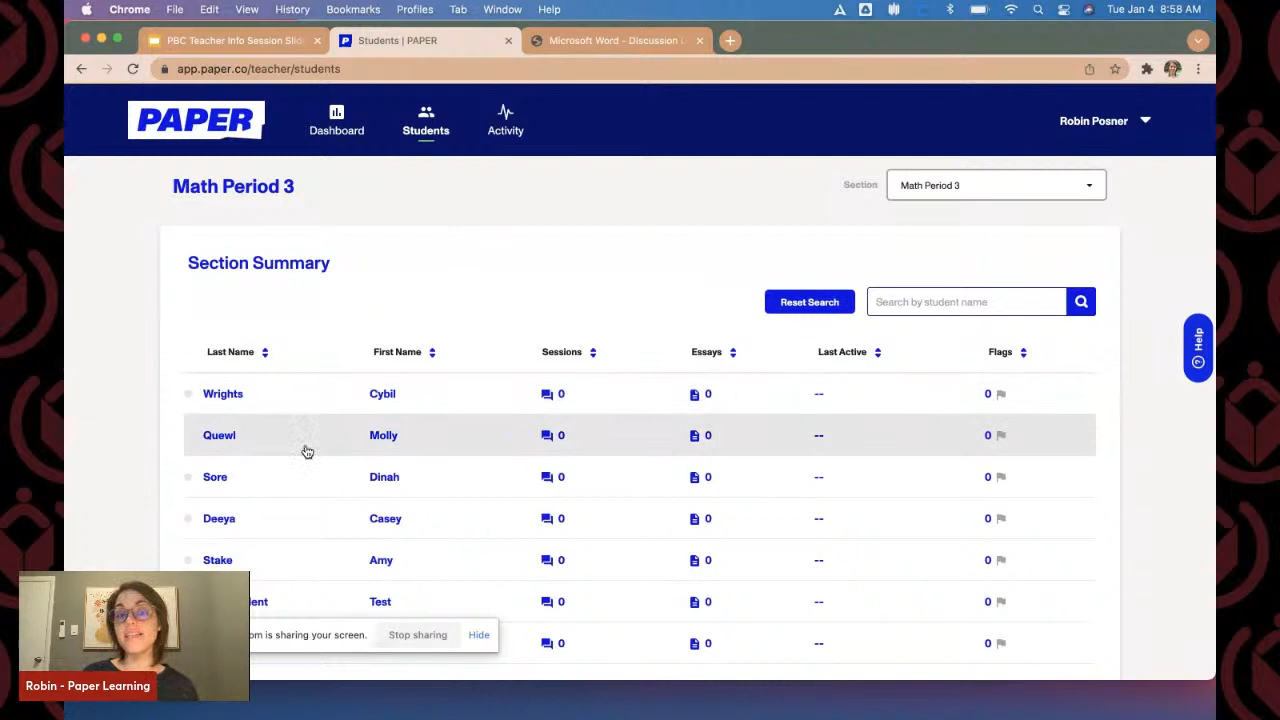 Chrome File Edit View History Bookmarks Profiles Tab Window Help Tue Jan 4 8:58 AM
PBC Teacher Info Session Slid Students | PAPER Microsoft Word - Discussion
app.paper.co/teacher/students
PAPER Dashboard Students Activity Robin Posner
Math Period 3 Section Math Period 3
Section Summary
Reset Search Search by student name
Help
Last Name First Name Sessions Essays Last Active Flags
Wrights Cybil 0 0 -- 0
Quewl Molly 0 0 -- 0
Sore Dinah 0 0 -- 0
Deeya Casey 0 0 -- 0
Stake Amy 0 0 -- 0
ent Test 0 0 -- 0
om is sharing your screen. Stop sharing Hide 0 0 -- 0
Robin - Paper Learning